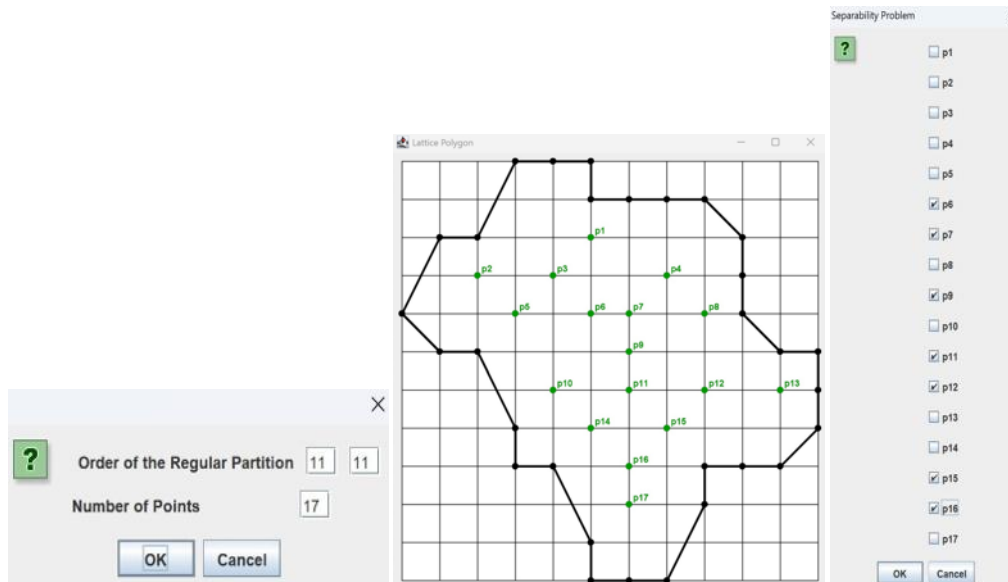 Order of the Regular Partition 11 11
Number of Points 17
OK Cancel
Lattice Polygon
p1
p2 p3 p4
p5 p6 p7 p8
p9
p10 p11 p12 p13
p14 p15
p16
p17
Separability Problem
?
p1
p2
p3
p4
p5
p6
p7
p8
p9
p10
p11
p12
p13
p14
p15
p16
p17
OK Cancel
?